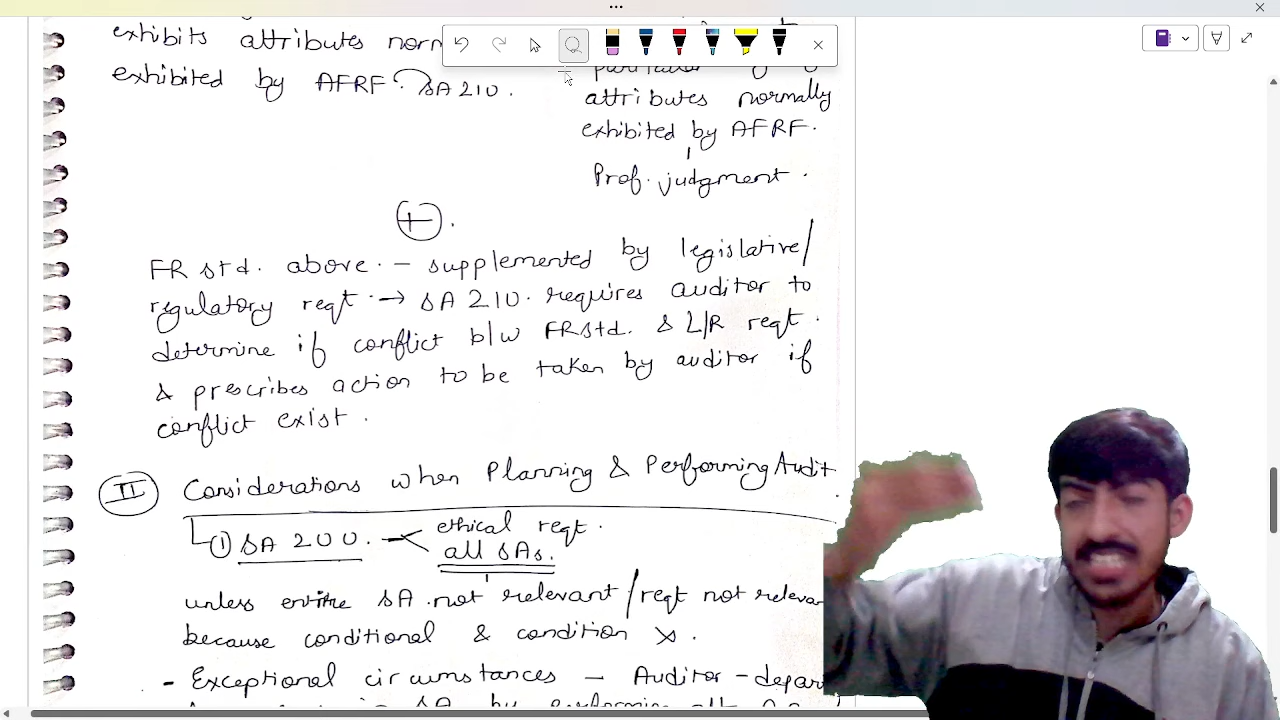 exhibits attributes norm
exhibited by AFRF. SA 210.
attributes normally
exhibited by AFRF.
Prof. judgment.
+.
FR std. above. – supplemented by legislative/
regulatory reqt. → SA 210. requires auditor to
determine if conflict b/w FR std. & L/R reqt.
& prescribes action to be taken by auditor if
conflict exist.
II Considerations when Planning & Performing Audit.
① SA 200. ethical reqt.
all SAs.
unless entire SA not relevant/reqt not relevan
because conditional & condition ×.
- Exceptional circumstances – Auditor – depar